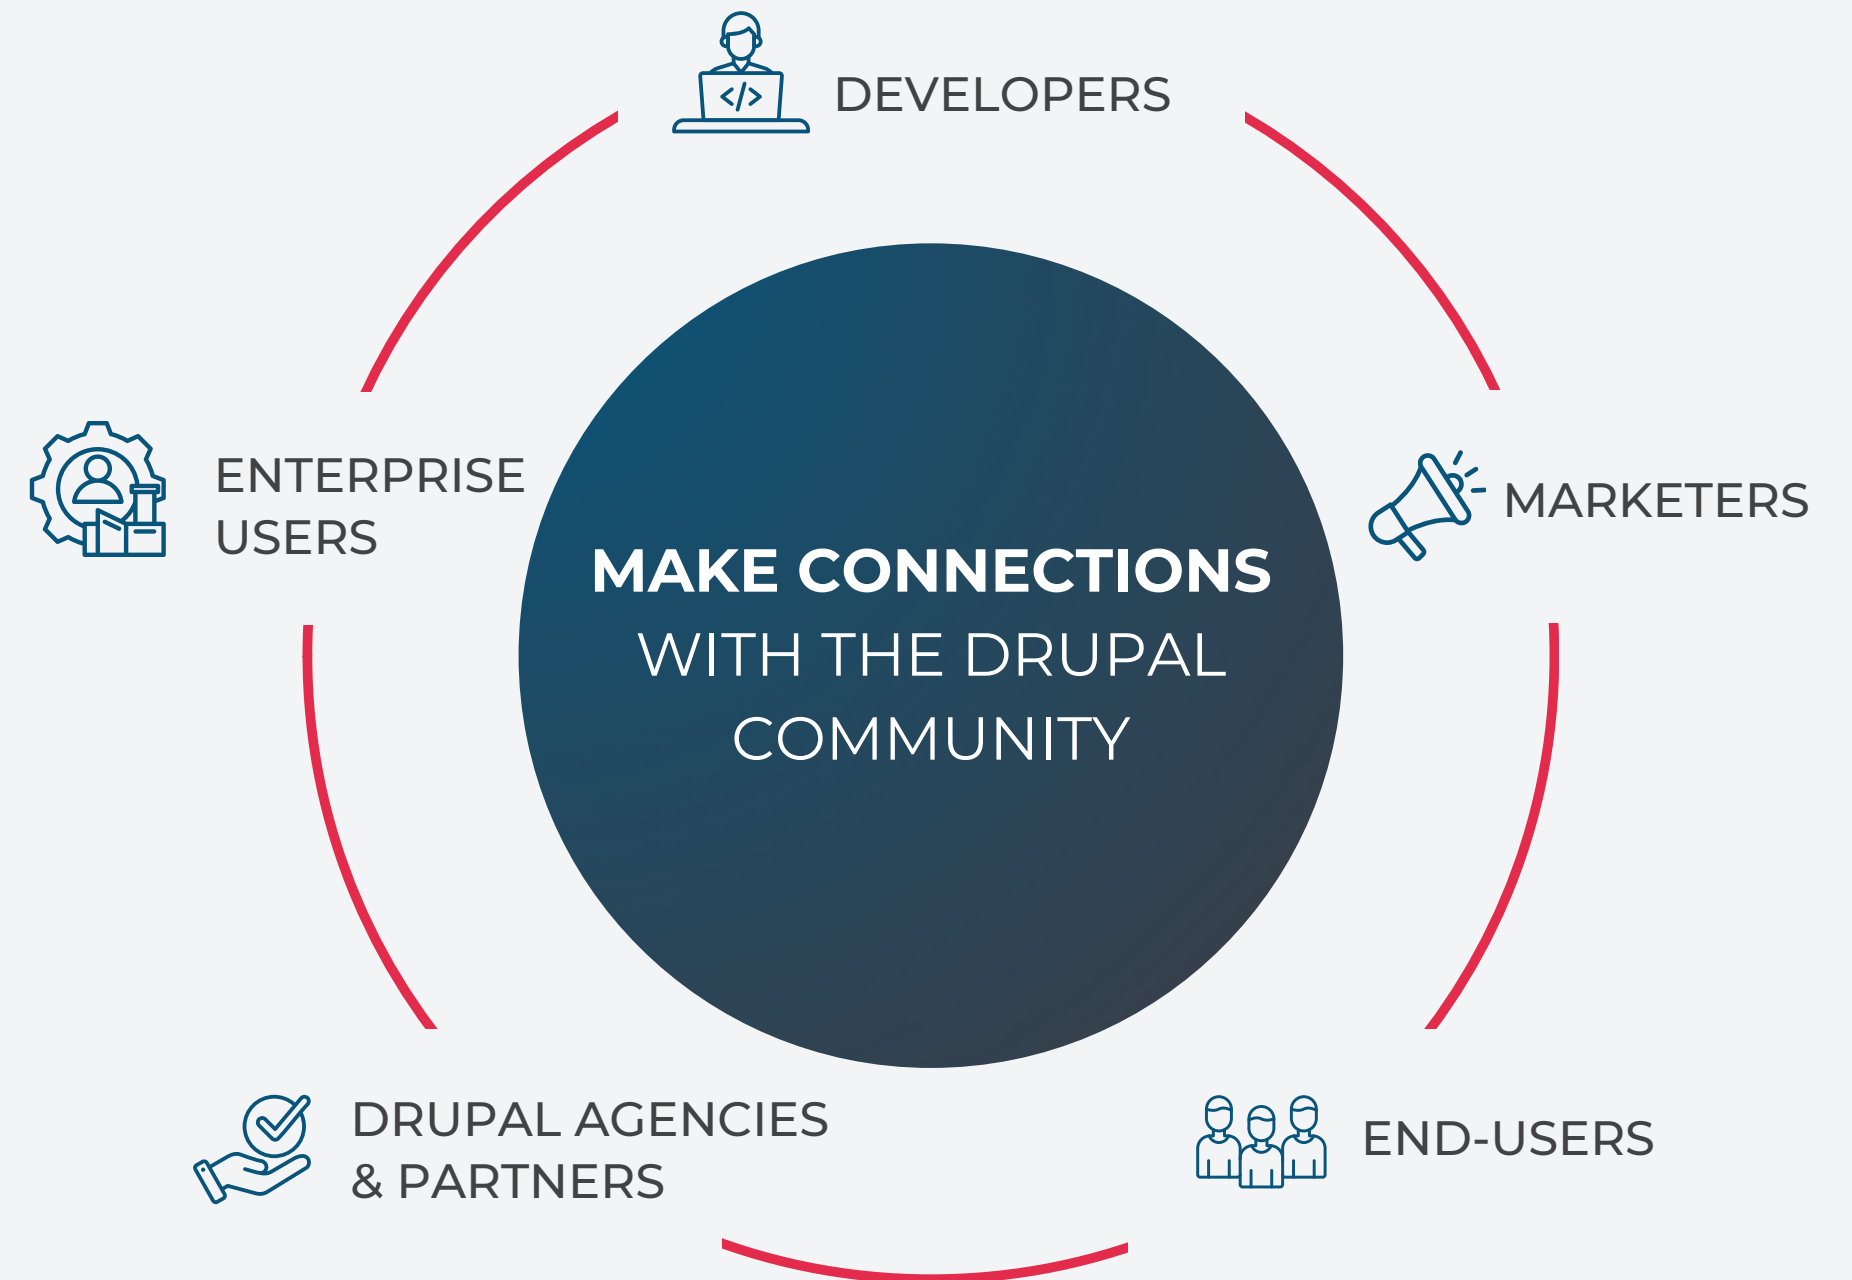 DEVELOPERS
ENTERPRISE
USERS
MARKETERS
MAKE CONNECTIONS
WITH THE DRUPAL
COMMUNITY
DRUPAL AGENCIES
& PARTNERS
END-USERS